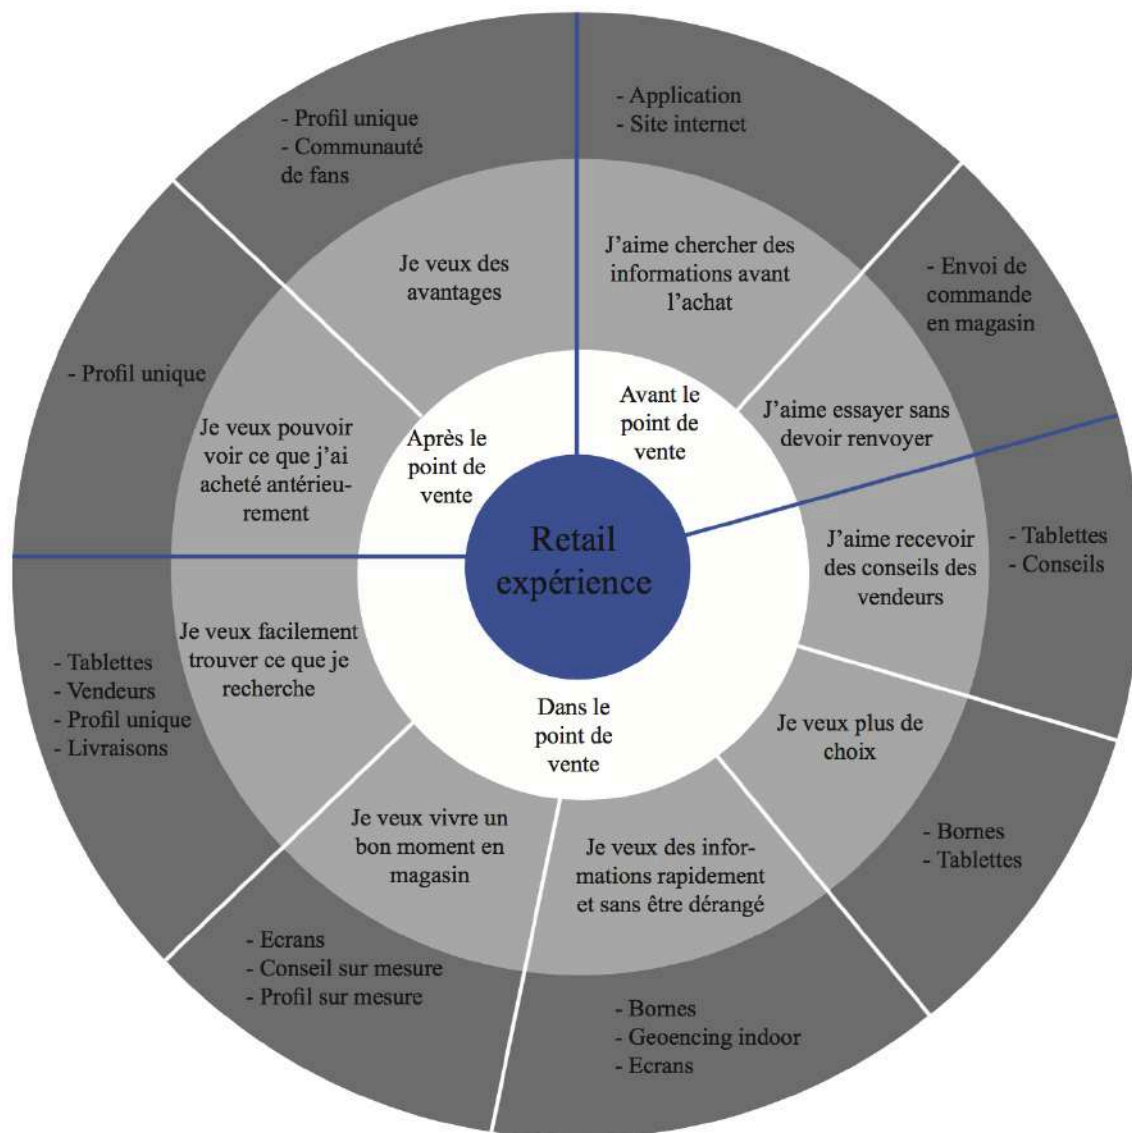 - Profil unique
- Communauté
de fans
- Application
- Site internet
Je veux des
avantages
J’aime chercher des
informations avant
l’achat
- Envoi de
commande
en magasin
- Profil unique
Je veux pouvoir
voir ce que j’ai
acheté antérieu-
rement
Après le
point de
vente
Avant le
point de
vente
J’aime essayer sans
devoir renvoyer
Retail
expérience
J’aime recevoir
des conseils des
vendeurs
- Tablettes
- Conseils
- Tablettes
- Vendeurs
- Profil unique
- Livraisons
Je veux facilement
trouver ce que je
recherche
Dans le
point de
vente
Je veux plus de
choix
- Bornes
- Tablettes
Je veux vivre un
bon moment en
magasin
Je veux des infor-
mations rapidement
et sans être dérangé
- Ecrans
- Conseil sur mesure
- Profil sur mesure
- Bornes
- Geoencing indoor
- Ecrans